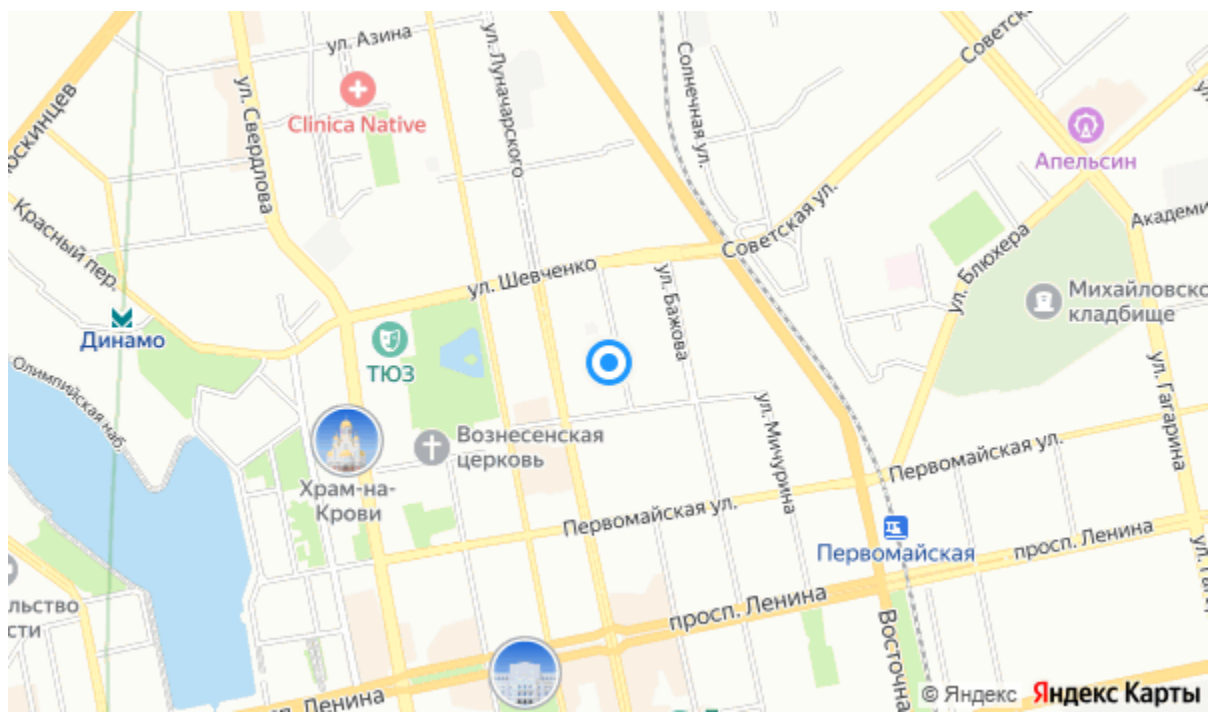 ул. Азина
ул. Луначарского
Солнечная ул.
Советск
ул. Свердлова
Clinica Native
Апельсин
оскинцев
Красный пер.
Советская ул.
Академи
ул. Блюхера
ул. Шевченко
ул. Бажова
Михайловско
кладбище
Динамо
ТЮЗ
Олимпийская наб.
ул. Гагарина
ул. Мичурина
Вознесенская
церковь
Храм-на-
Крови
Первомайская ул.
Первомайская ул.
Первомайская
просп. Ленина
просп. Ленина
льство
сти
Восточна
Ленина
© Яндекс Яндекс Карты